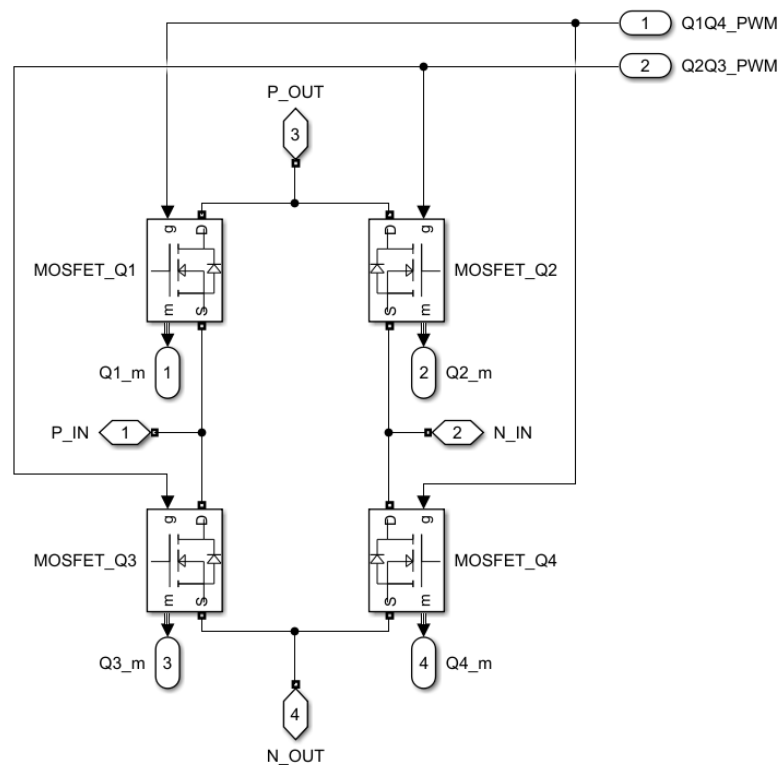 1 Q1Q4_PWM
2 Q2Q3_PWM
P_OUT
3
g D
MOSFET_Q1
m S
D g
MOSFET_Q2
S m
Q1_m 1
2 Q2_m
P_IN 1
2 N_IN
g D
MOSFET_Q3
m S
D g
MOSFET_Q4
S m
Q3_m 3
4 Q4_m
4
N_OUT